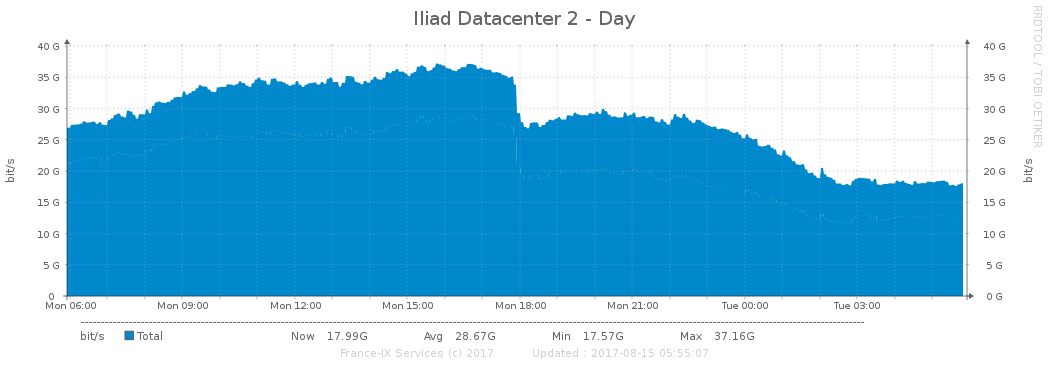 Iliad Datacenter 2 - Day
RRDTOOL / TOBI OETIKER
40 G 40 G
35 G 35 G
30 G 30 G
25 G 25 G
20 G 20 G
15 G 15 G
10 G 10 G
5 G 5 G
0 0 G
bit/s bit/s
Mon 06:00 Mon 09:00 Mon 12:00 Mon 15:00 Mon 18:00 Mon 21:00 Tue 00:00 Tue 03:00
bit/s Total Now 17.99G Avg 28.67G Min 17.57G Max 37.16G
France-IX Services (c) 2017 Updated : 2017-08-15 05:55:07